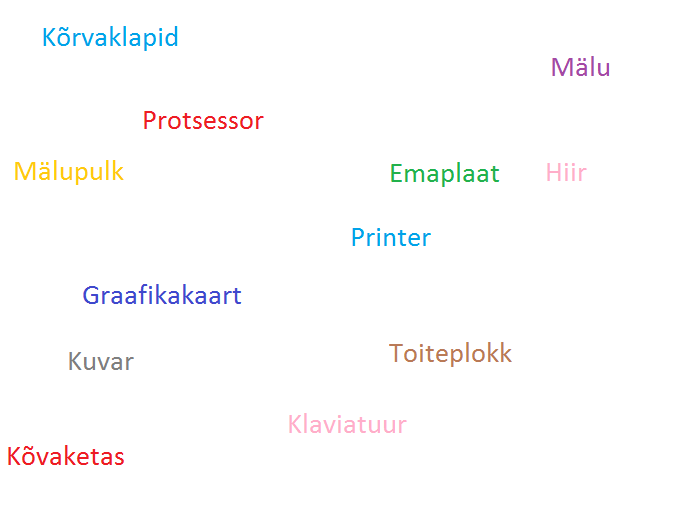 Kõrvaklapid
Mälu
Protsessor
Mälupulk
Emaplaat
Hiir
Printer
Graafikakaart
Kuvar
Toiteplokk
Klaviatuur
Kõvaketas